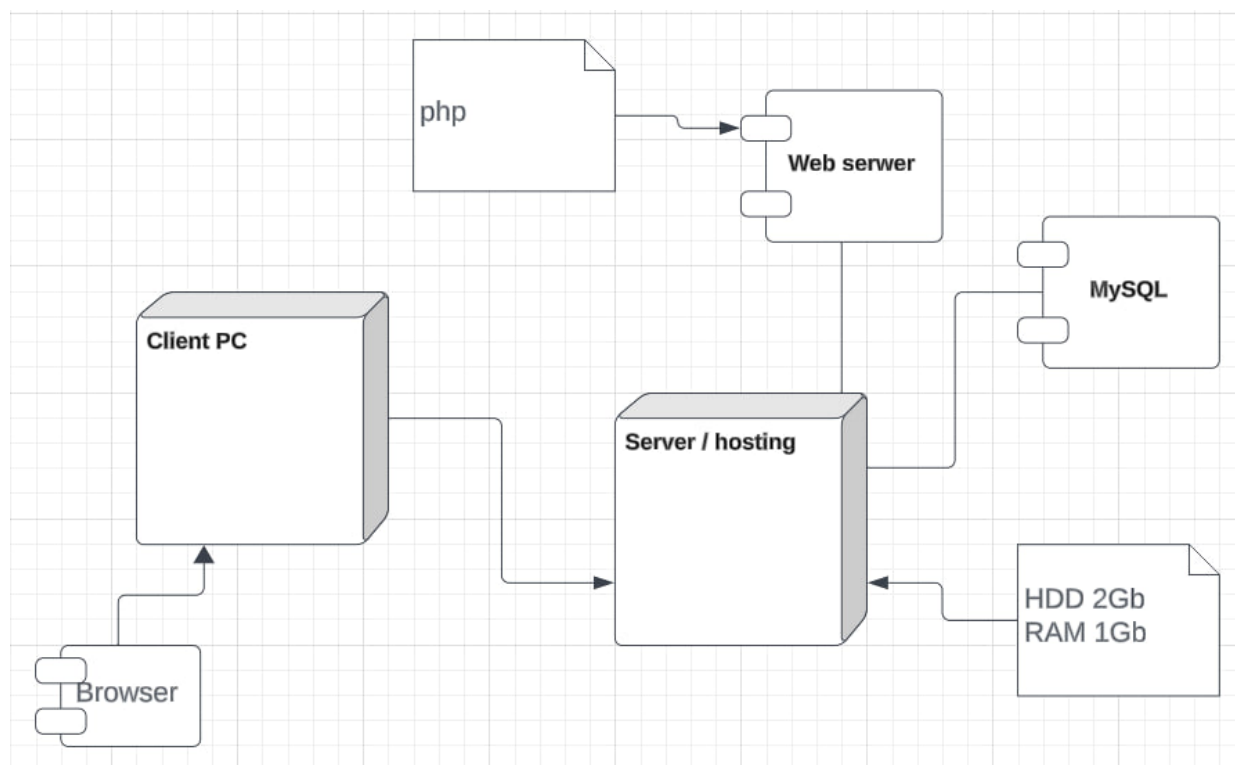 php
Web serwer
MySQL
Client PC
Server / hosting
HDD 2Gb
RAM 1Gb
Browser